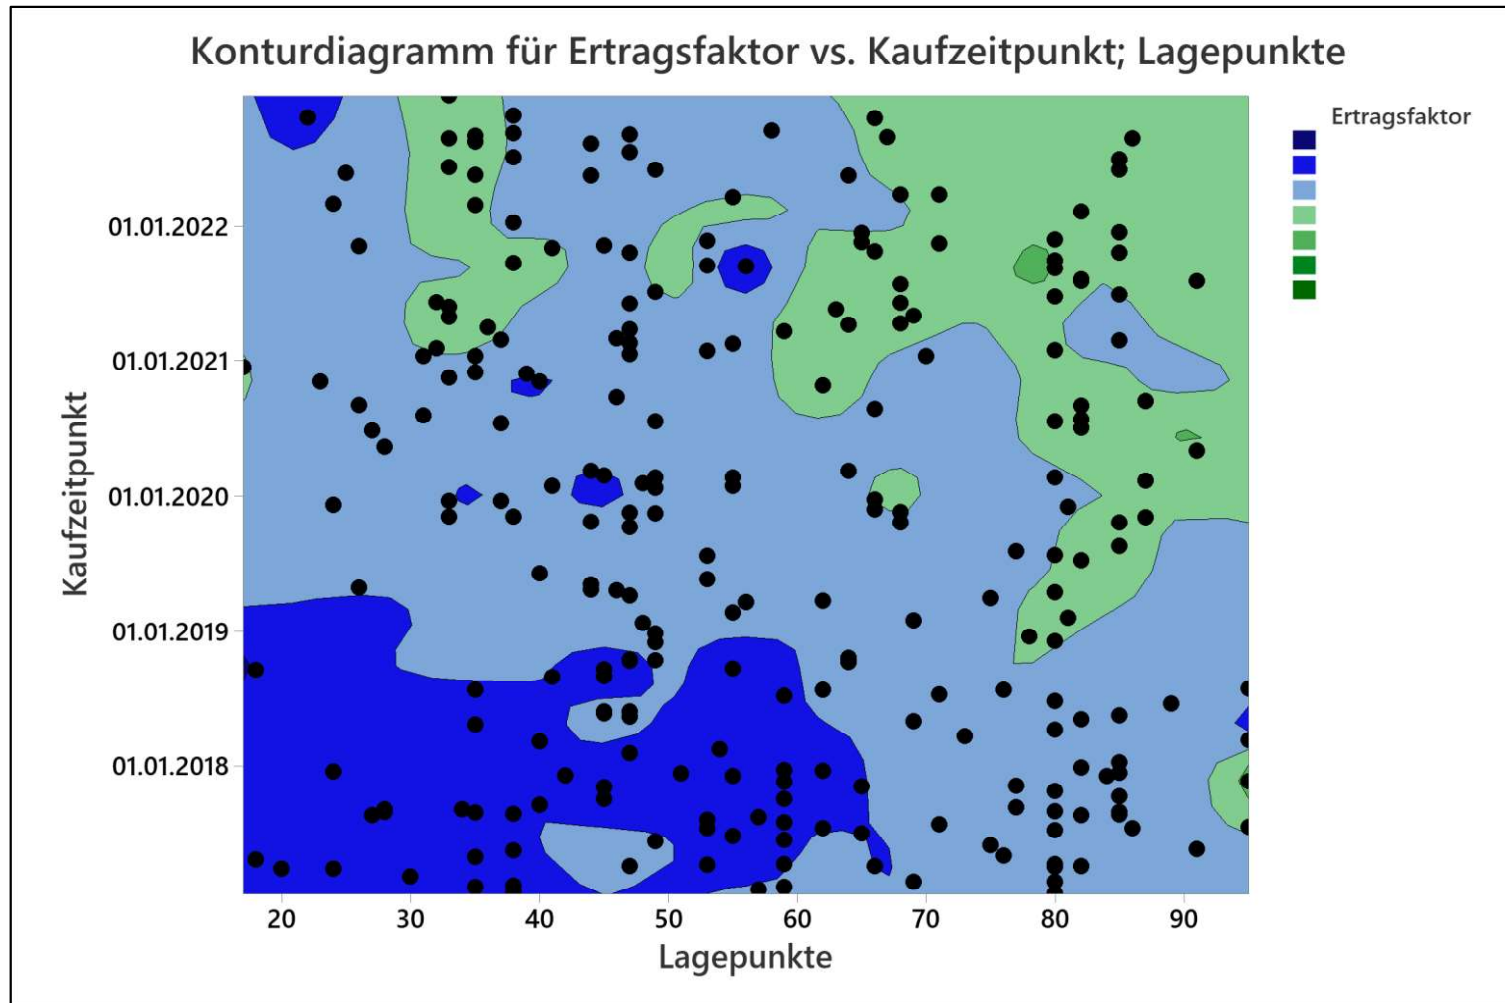 Konturdiagramm für Ertragsfaktor vs. Kaufzeitpunkt; Lagepunkte
Ertragsfaktor
Kaufzeitpunkt
01.01.2022
01.01.2021
01.01.2020
01.01.2019
01.01.2018
20 30 40 50 60 70 80 90
Lagepunkte